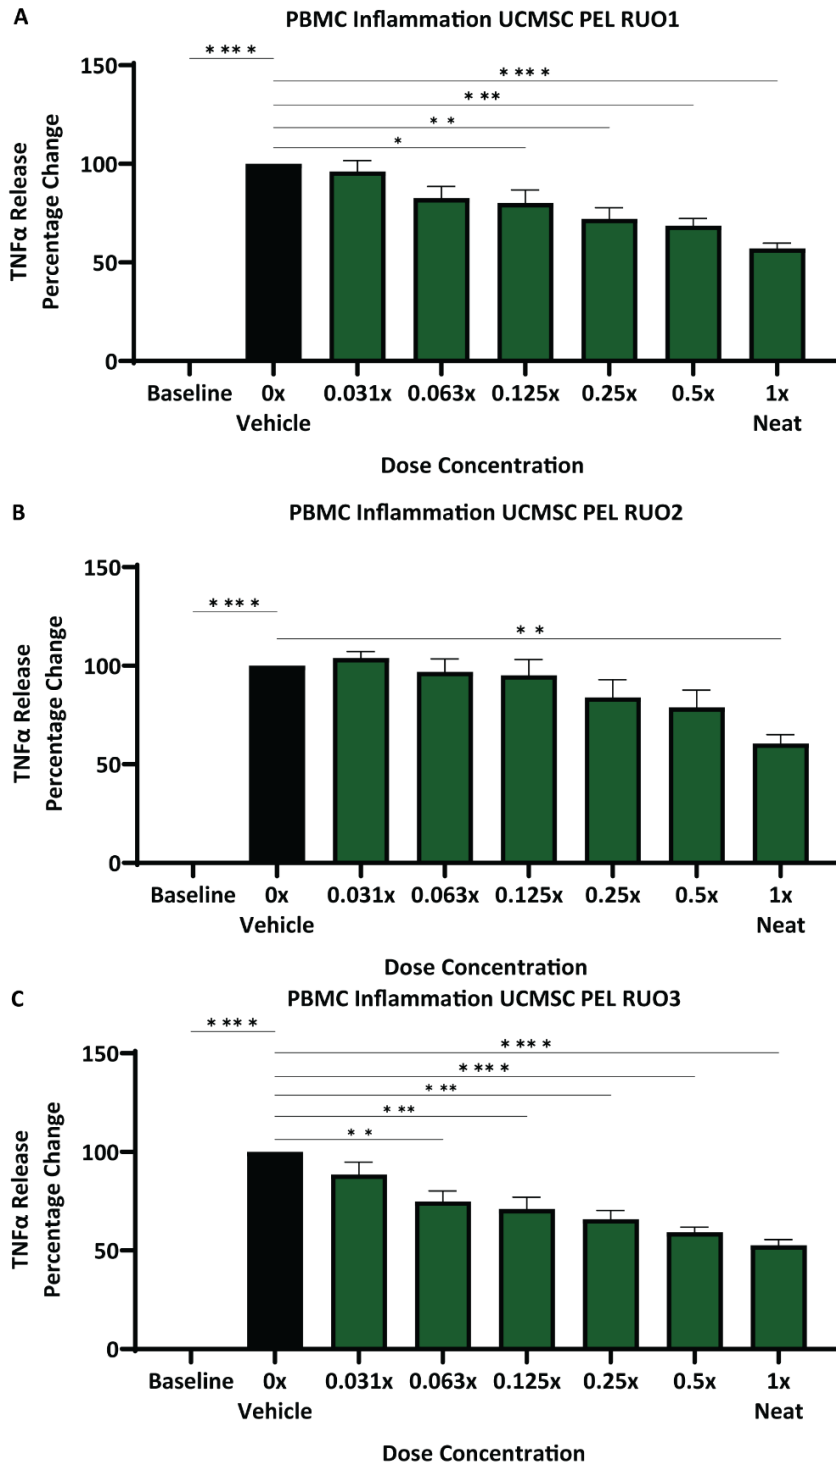 A
PBMC Inflammation UCMSC PEL RUO1
* ** *
* ** *
* **
* *
*
150
100
50
0
TNFα Release
Percentage Change
Baseline 0x 0.031x 0.063x 0.125x 0.25x 0.5x 1x
Vehicle Neat
Dose Concentration
B
PBMC Inflammation UCMSC PEL RUO2
150
100
50
0
* ** *
* *
TNFα Release
Percentage Change
Baseline 0x 0.031x 0.063x 0.125x 0.25x 0.5x 1x
Vehicle Neat
Dose Concentration
C
PBMC Inflammation UCMSC PEL RUO3
* ** *
* ** *
* ** *
* **
* **
* *
150
100
50
0
TNFα Release
Percentage Change
Baseline 0x 0.031x 0.063x 0.125x 0.25x 0.5x 1x
Vehicle Neat
Dose Concentration